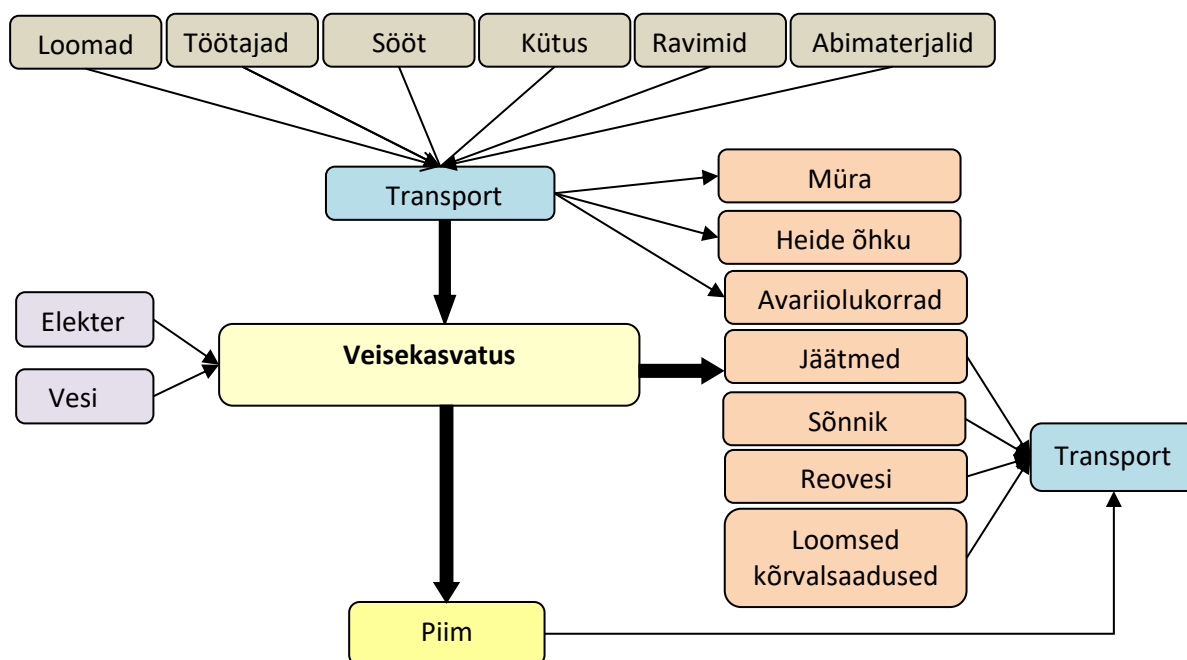 Loomad
Töötajad
Sööt
Kütus
Ravimid
Abimaterjalid
Transport
Müra
Heide õhku
Avariiolukorrad
Elekter
Vesi
Veisekasvatus
Jäätmed
Sõnnik
Reovesi
Loomsed
kõrvalsaadused
Transport
Piim